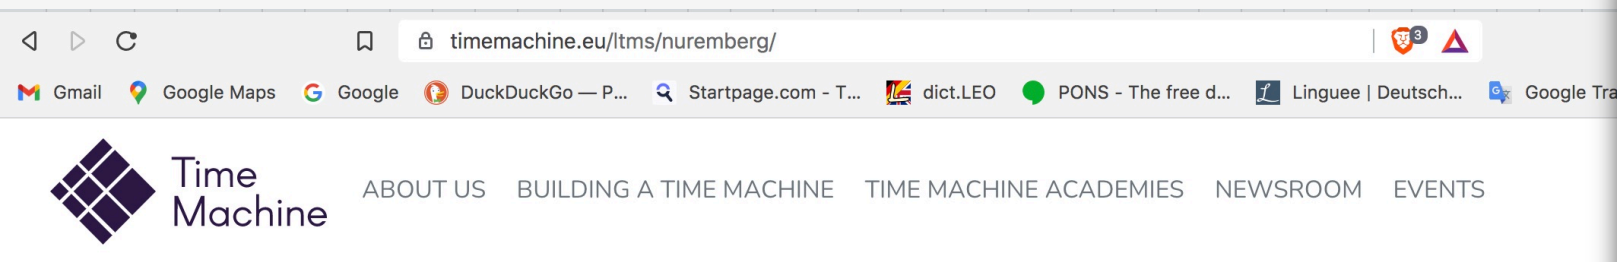 timemachine.eu/ltms/nuremberg/ 3
Gmail Google Maps Google DuckDuckGo — P... Startpage.com - T... dict.LEO PONS - The free d... Linguee | Deutsch... Google Tra
Time
Machine
ABOUT US BUILDING A TIME MACHINE TIME MACHINE ACADEMIES NEWSROOM EVENTS